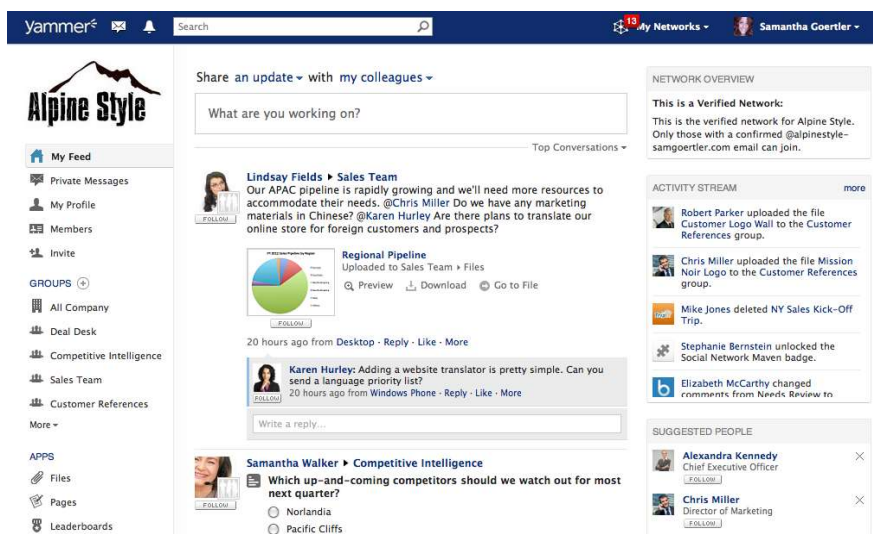 yammer
Search
13
My Networks
Samantha Goertler
Alpine Style
My Feed
Private Messages
My Profile
Members
Invite
GROUPS
All Company
Deal Desk
Competitive Intelligence
Sales Team
Customer References
More
APPS
Files
Pages
Leaderboards
Share an update with my colleagues
What are you working on?
Top Conversations
Lindsay Fields ▸ Sales Team
Our APAC pipeline is rapidly growing and we'll need more resources to
accommodate their needs. @Chris Miller Do we have any marketing
materials in Chinese? @Karen Hurley Are there plans to translate our
online store for foreign customers and prospects?
FOLLOW
Regional Pipeline
Uploaded to Sales Team ▸ Files
Preview Download Go to File
FOLLOW
20 hours ago from Desktop · Reply · Like · More
Karen Hurley: Adding a website translator is pretty simple. Can you
send a language priority list?
FOLLOW
20 hours ago from Windows Phone · Reply · Like · More
Write a reply...
Samantha Walker ▸ Competitive Intelligence
Which up-and-coming competitors should we watch out for most
next quarter?
FOLLOW
Norlandia
Pacific Cliffs
NETWORK OVERVIEW
This is a Verified Network:
This is the verified network for Alpine Style.
Only those with a confirmed @alpinestyle-
samgoertler.com email can join.
ACTIVITY STREAM
more
Robert Parker uploaded the file
Customer Logo Wall to the Customer
References group.
Chris Miller uploaded the file Mission
Noir Logo to the Customer References
group.
Mike Jones deleted NY Sales Kick-Off
Trip.
Stephanie Bernstein unlocked the
Social Network Maven badge.
Elizabeth McCarthy changed
comments from Needs Review to
SUGGESTED PEOPLE
Alexandra Kennedy
Chief Executive Officer
FOLLOW
Chris Miller
Director of Marketing
FOLLOW